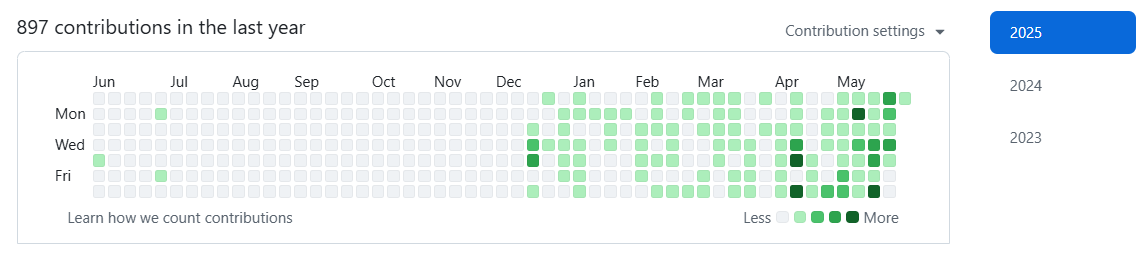 897 contributions in the last year
Contribution settings
2025
2024
2023
Jun Jul Aug Sep Oct Nov Dec Jan Feb Mar Apr May
Mon
Wed
Fri
Learn how we count contributions
Less More